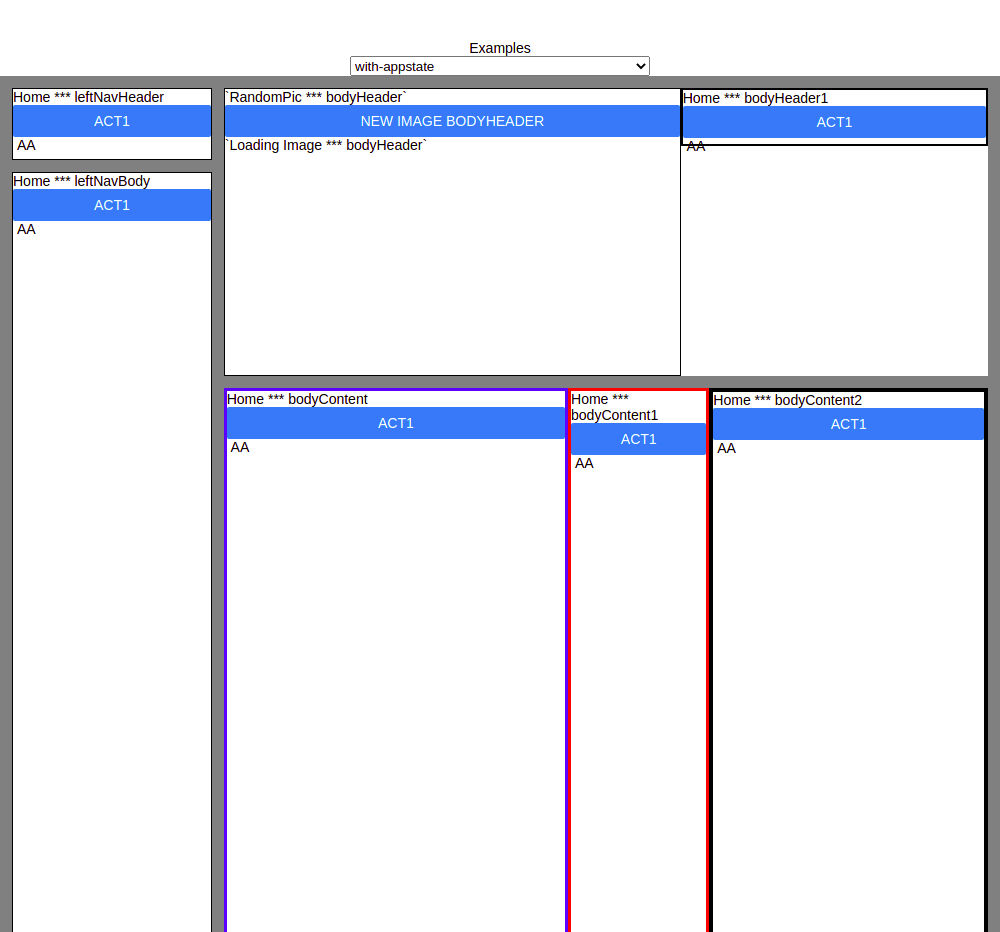 Examples
with-appstate
Home *** leftNavHeader
ACT1
AA
Home *** leftNavBody
ACT1
AA
`RandomPic *** bodyHeader`
NEW IMAGE BODYHEADER
`Loading Image *** bodyHeader`
Home *** bodyHeader1
ACT1
AA
Home *** bodyContent
ACT1
AA
Home ***
bodyContent1
ACT1
AA
Home *** bodyContent2
ACT1
AA